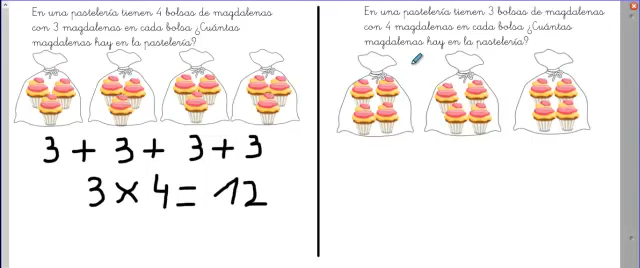 En una pastelería tienen 4 bolsas de magdalenas
con 3 magdalenas en cada bolsa ¿Cuántas
magdalenas hay en la pastelería?
3 + 3 + 3 + 3
3 x 4 = 12
En una pastelería tienen 3 bolsas de magdalenas
con 4 magdalenas en cada bolsa ¿Cuántas
magdalenas hay en la pastelería?